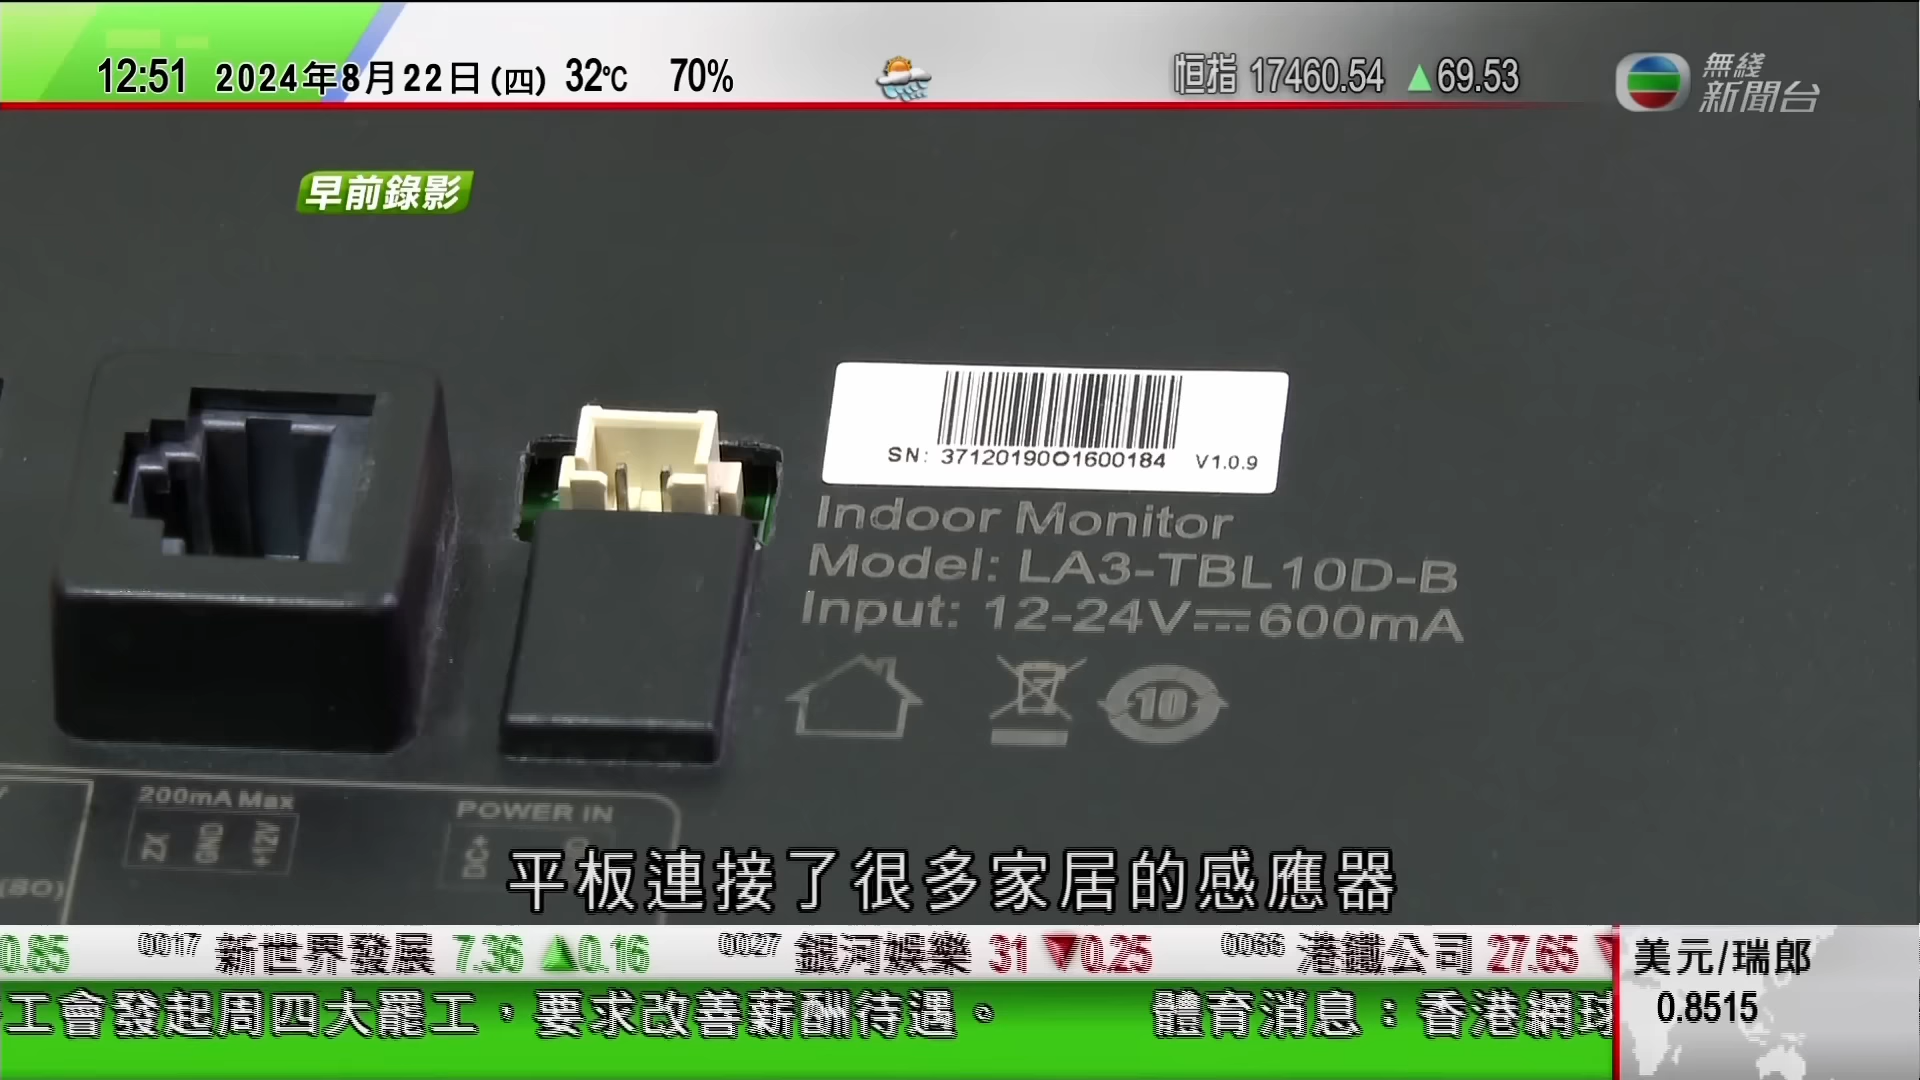 12:51 2024年8月22日(四) 32℃ 70% 恒指 17460.54 ▲69.53
無綫
新聞台
早前錄影
SN: 3712019001600184 V1.0.9
Indoor Monitor
Model: LA3-TBL10D-B
Input: 12-24V⎓600mA
10
200mA Max
ZX GND +12V
POWER IN
DC+
(SO)
平板連接了很多家居的感應器
0.85 0017 新世界發展 7.36 ▲0.16 0027 銀河娛樂 31 ▼0.25 0066 港鐵公司 27.65
工會發起周四大罷工，要求改善薪酬待遇。 體育消息：香港網球
美元/瑞郎
0.8515